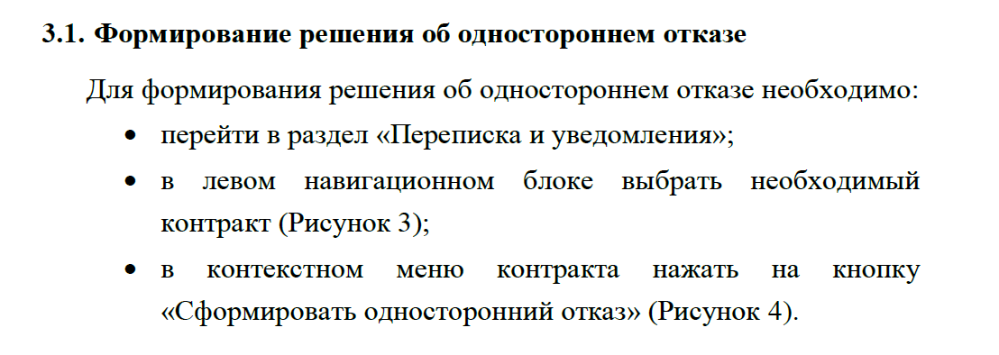 3.1. Формирование решения об одностороннем отказе
Для формирования решения об одностороннем отказе необходимо:
• перейти в раздел «Переписка и уведомления»;
• в левом навигационном блоке выбрать необходимый
контракт (Рисунок 3);
• в контекстном меню контракта нажать на кнопку
«Сформировать односторонний отказ» (Рисунок 4).